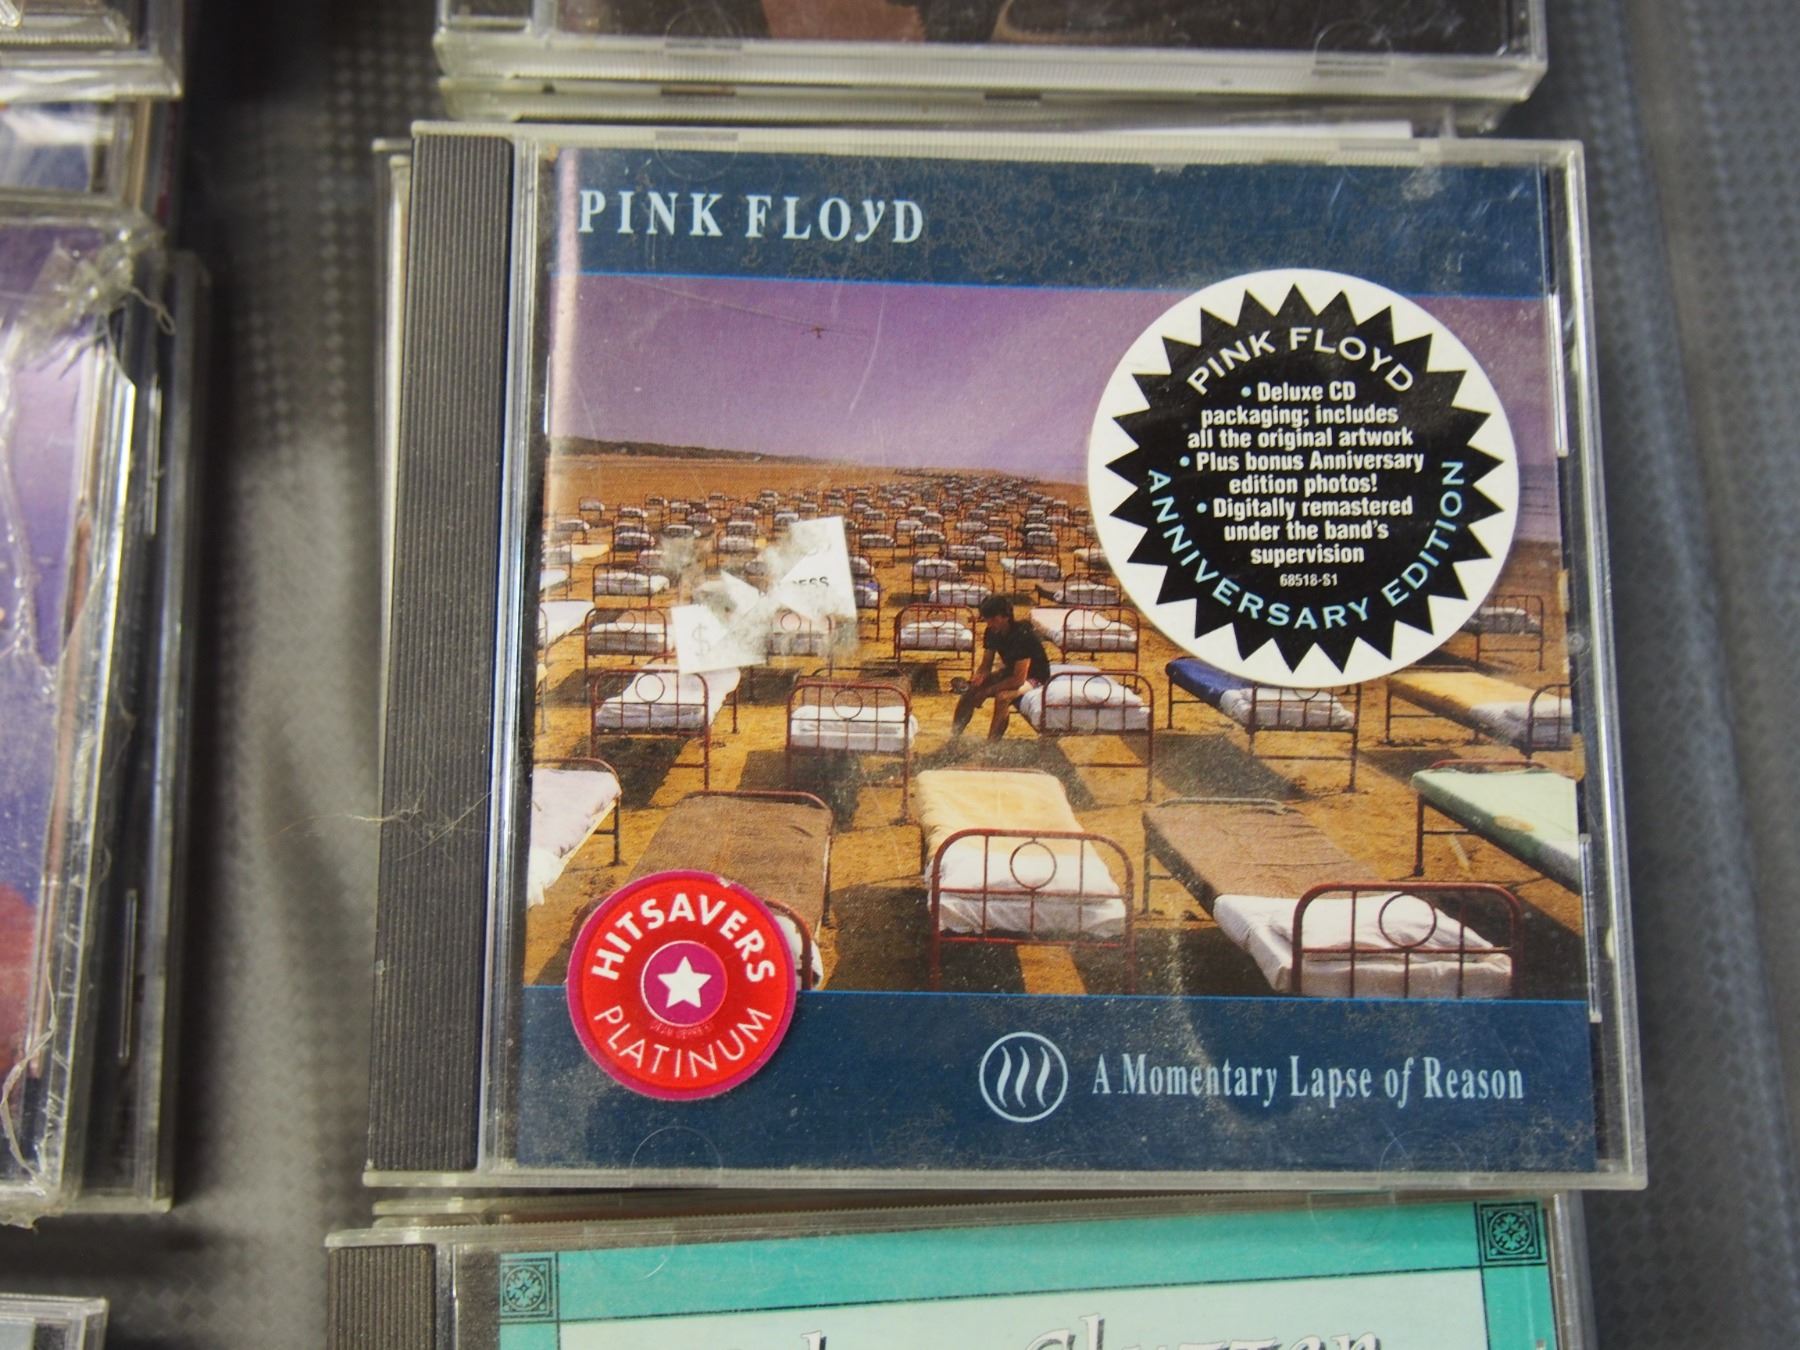 PINK FLOYD
PINK FLOYD
• Deluxe CD
packaging; includes
all the original artwork
• Plus bonus Anniversary
edition photos!
• Digitally remastered
under the band's
supervision
68518-S1
ANNIVERSARY EDITION
$
HITSAVERS
PLATINUM
A Momentary Lapse of Reason